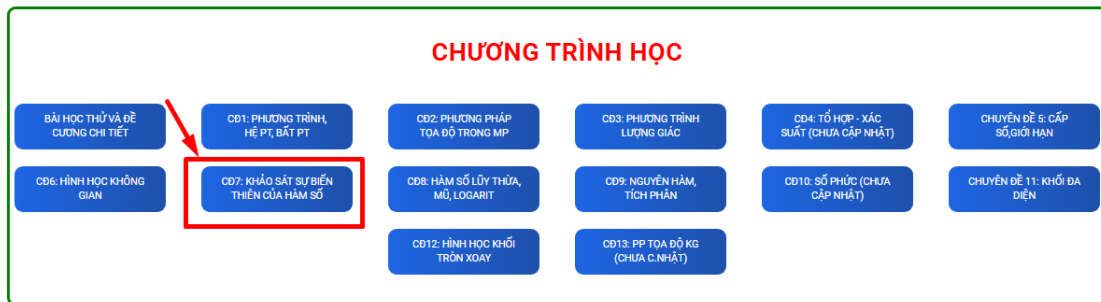 CHƯƠNG TRÌNH HỌC
BÀI HỌC THỬ VÀ ĐỀ
CƯƠNG CHI TIẾT
CĐ1: PHƯƠNG TRÌNH,
HỆ PT, BẤT PT
CĐ2: PHƯƠNG PHÁP
TỌA ĐỘ TRONG MP
CĐ3: PHƯƠNG TRÌNH
LƯỢNG GIÁC
CĐ4: TỔ HỢP - XÁC
SUẤT (CHƯA CẬP NHẬT)
CHUYÊN ĐỀ 5: CẤP
SỐ,GIỚI HẠN
CĐ6: HÌNH HỌC KHÔNG
GIAN
CĐ7: KHẢO SÁT SỰ BIẾN
THIÊN CỦA HÀM SỐ
CĐ8: HÀM SỐ LŨY THỪA,
MŨ, LOGARIT
CĐ9: NGUYÊN HÀM,
TÍCH PHÂN
CĐ10: SỐ PHỨC (CHƯA
CẬP NHẬT)
CHUYÊN ĐỀ 11: KHỐI ĐA
DIỆN
CĐ12: HÌNH HỌC KHỐI
TRÒN XOAY
CĐ13: PP TỌA ĐỘ KG
(CHƯA C.NHẬT)